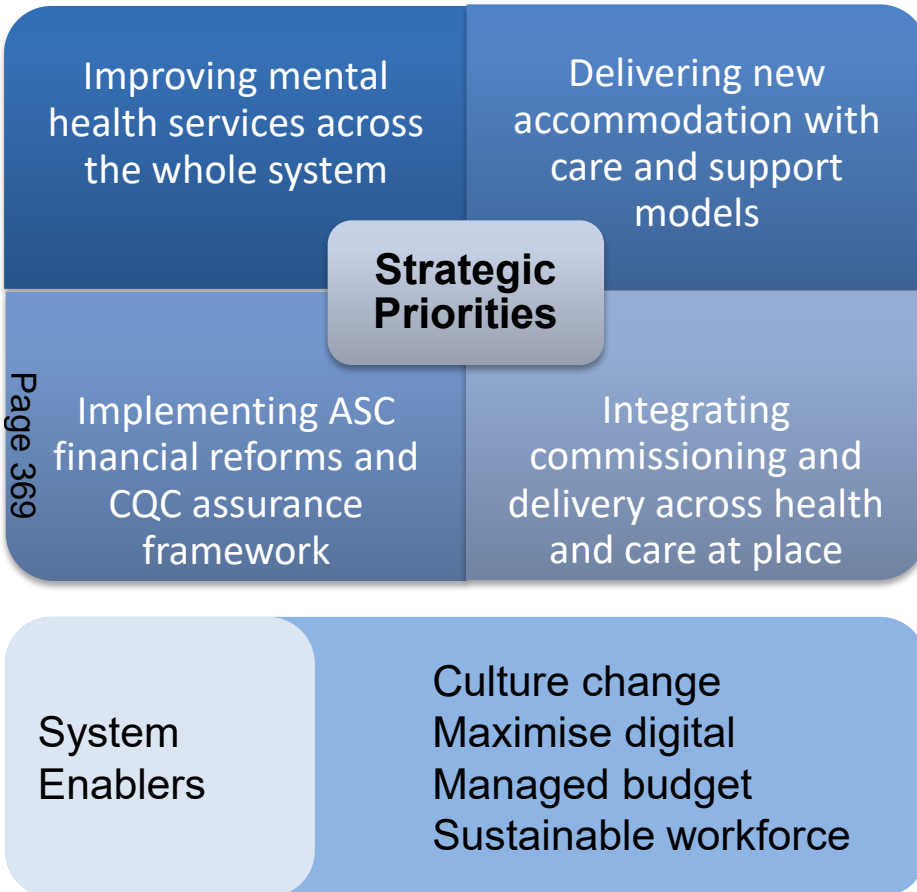 Improving mental
health services across
the whole system
Delivering new
accommodation with
care and support
models
Strategic
Priorities
Implementing ASC
financial reforms and
CQC assurance
framework
Integrating
commissioning and
delivery across health
and care at place
Page 369
System
Enablers
Culture change
Maximise digital
Managed budget
Sustainable workforce